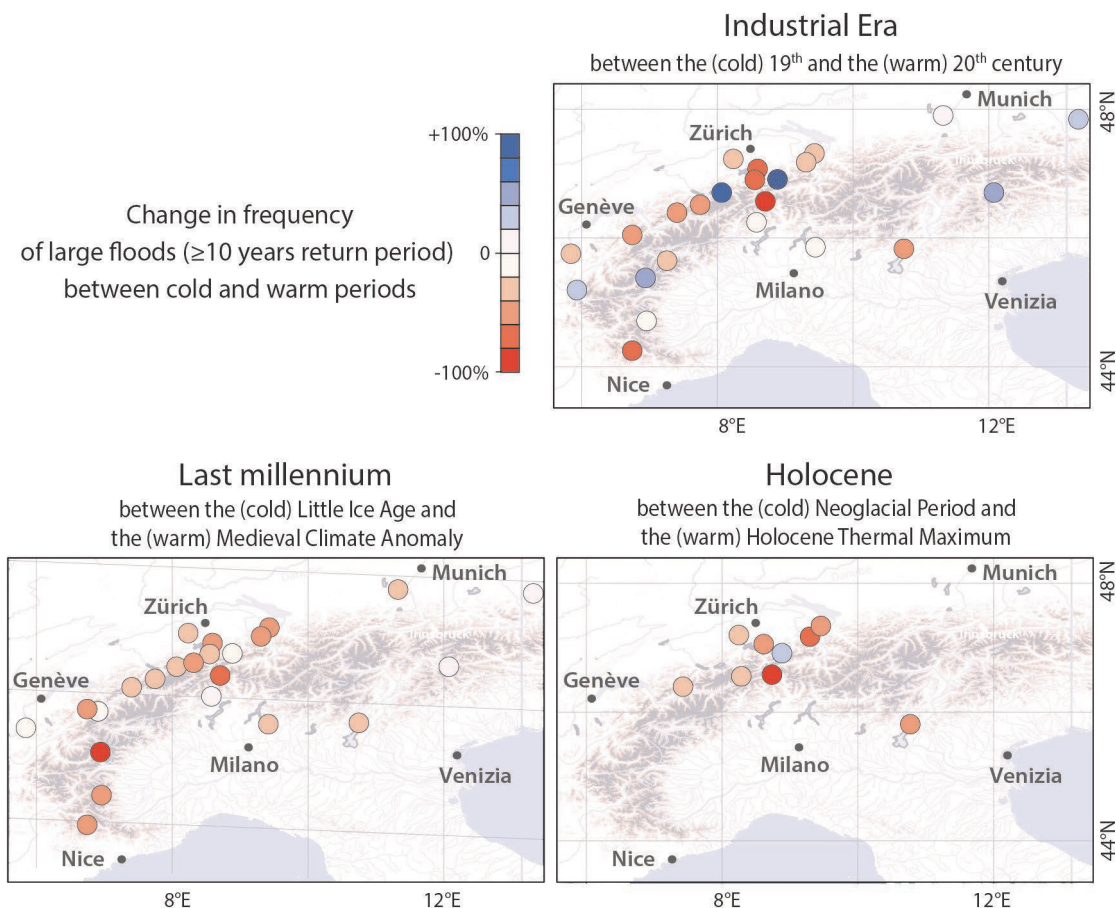 Industrial Era
between the (cold) 19th and the (warm) 20th century
Munich
48°N
Zürich
Innsbruck
Genève
Milano
Venizia
Nice
44°N
8°E
12°E
+100%
0
-100%
Change in frequency
of large floods (≥10 years return period)
between cold and warm periods
Last millennium
between the (cold) Little Ice Age and
the (warm) Medieval Climate Anomaly
Munich
Zürich
Innsbruck
Genève
Milano
Venizia
Nice
8°E
12°E
Holocene
between the (cold) Neoglacial Period and
the (warm) Holocene Thermal Maximum
Munich
48°N
Zürich
Innsbruck
Genève
Milano
Venizia
Nice
44°N
8°E
12°E